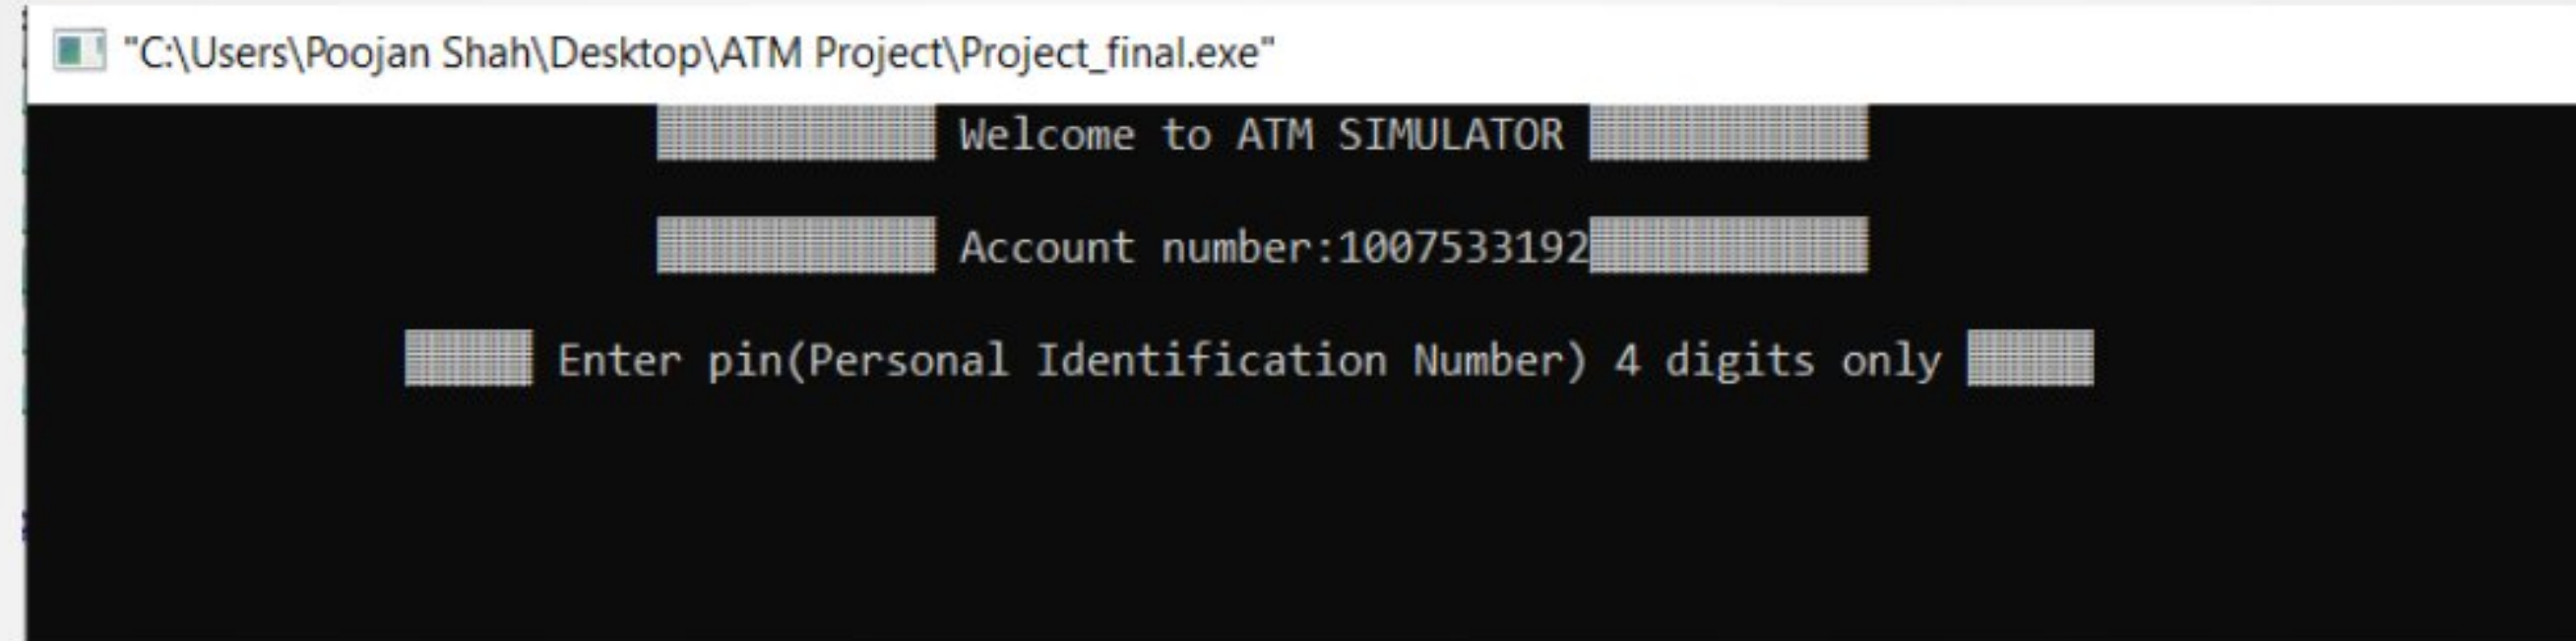 "C:\Users\Poojan Shah\Desktop\ATM Project\Project_final.exe"
Welcome to ATM SIMULATOR
Account number:1007533192
Enter pin(Personal Identification Number) 4 digits only